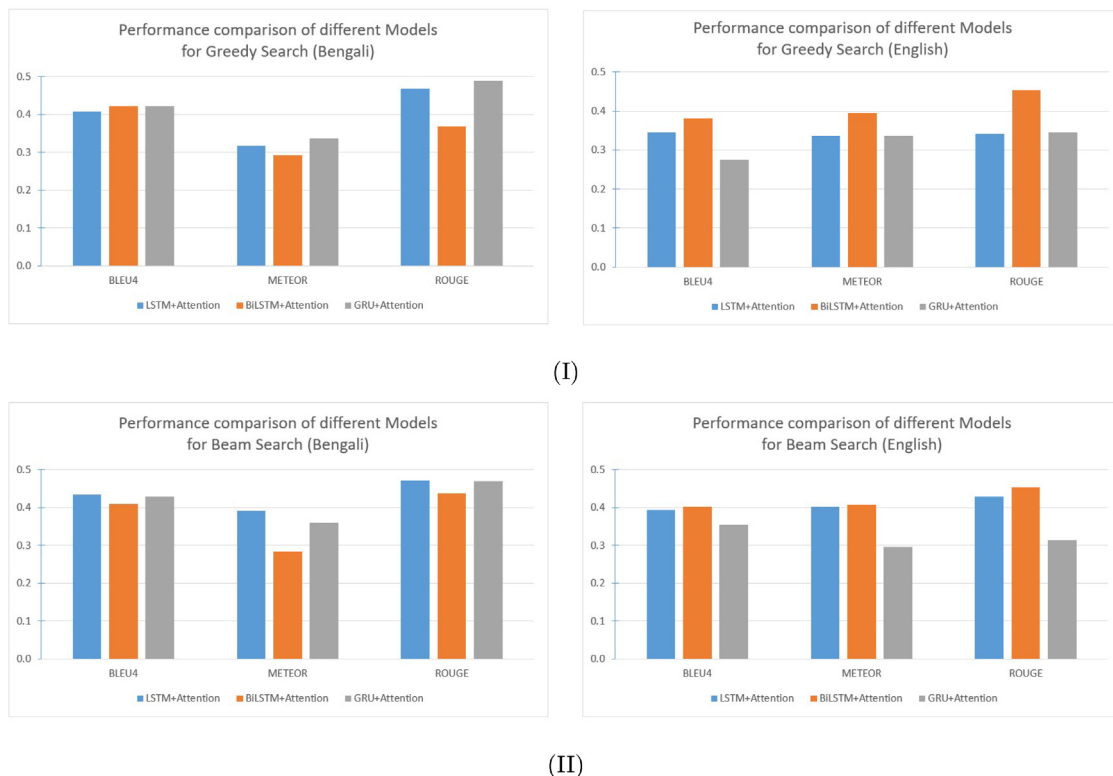 Performance comparison of different Models
for Greedy Search (Bengali)
0.5
0.4
0.3
0.2
0.1
0.0
BLEU4 METEOR ROUGE
LSTM+Attention BiLSTM+Attention GRU+Attention
Performance comparison of different Models
for Greedy Search (English)
0.5
0.4
0.3
0.2
0.1
0.0
BLEU4 METEOR ROUGE
LSTM+Attention BiLSTM+Attention GRU+Attention
(I)
Performance comparison of different Models
for Beam Search (Bengali)
0.5
0.4
0.3
0.2
0.1
0.0
BLEU4 METEOR ROUGE
LSTM+Attention BiLSTM+Attention GRU+Attention
Performance comparison of different Models
for Beam Search (English)
0.5
0.4
0.3
0.2
0.1
0.0
BLEU4 METEOR ROUGE
LSTM+Attention BiLSTM+Attention GRU+Attention
(II)